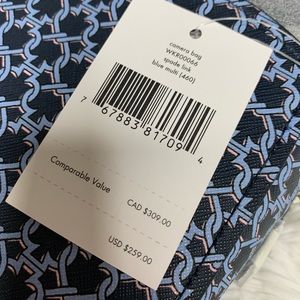 camera bag
WKR00066
spade link
blue multi (460)
7 67883 81709 4
Comparable Value
CAD $309.00
USD $259.00